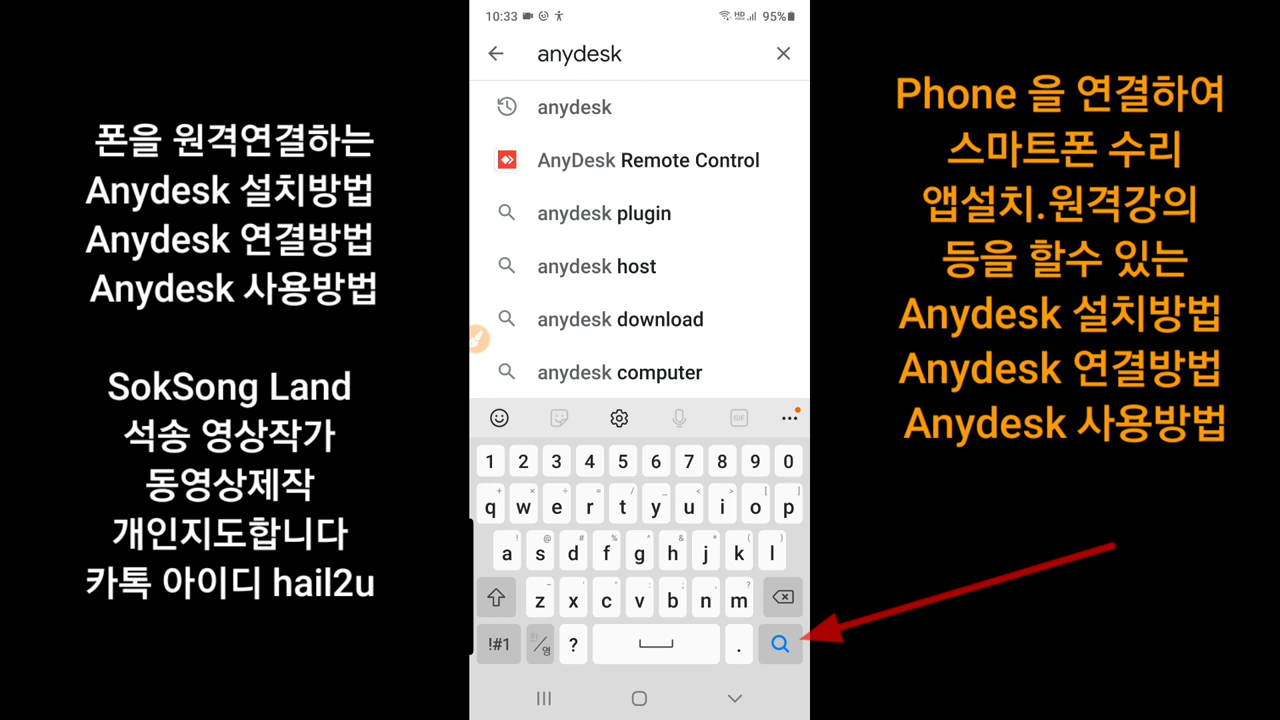 폰을 원격연결하는
Anydesk 설치방법
Anydesk 연결방법
Anydesk 사용방법
SokSong Land
석송 영상작가
동영상제작
개인지도합니다
카톡 아이디 hail2u
10:33
HD
95%
anydesk
anydesk
AnyDesk Remote Control
anydesk plugin
anydesk host
anydesk download
anydesk computer
GIF
1 2 3 4 5 6 7 8 9 0
q w e r t y u i o p
a s d f g h j k l
z x c v b n m
!#1 한/영 ? .
Phone 을 연결하여
스마트폰 수리
앱설치.원격강의
등을 할수 있는
Anydesk 설치방법
Anydesk 연결방법
Anydesk 사용방법